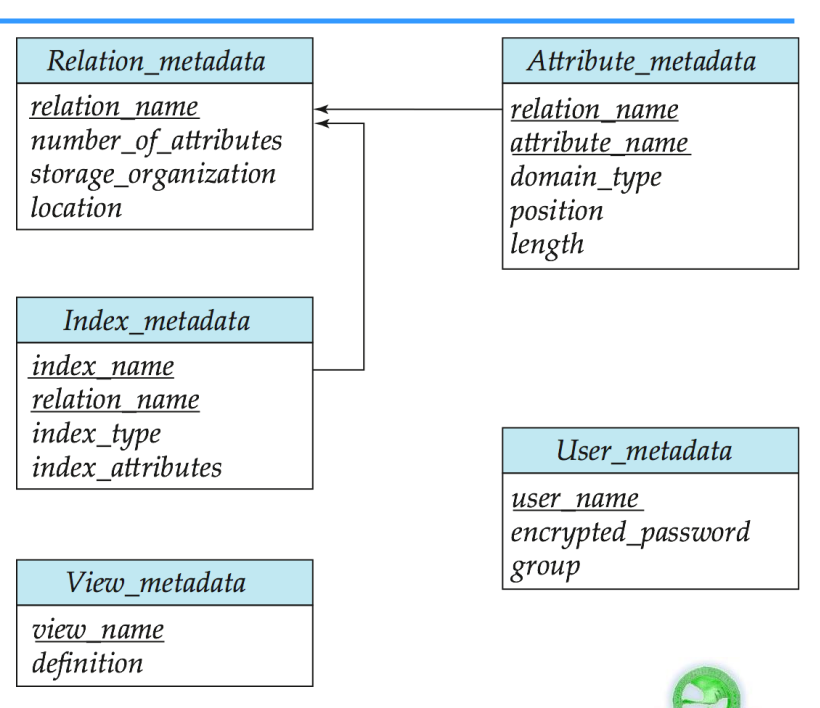 Relation_metadata
relation_name
number_of_attributes
storage_organization
location
Attribute_metadata
relation_name
attribute_name
domain_type
position
length
Index_metadata
index_name
relation_name
index_type
index_attributes
User_metadata
user_name
encrypted_password
group
View_metadata
view_name
definition